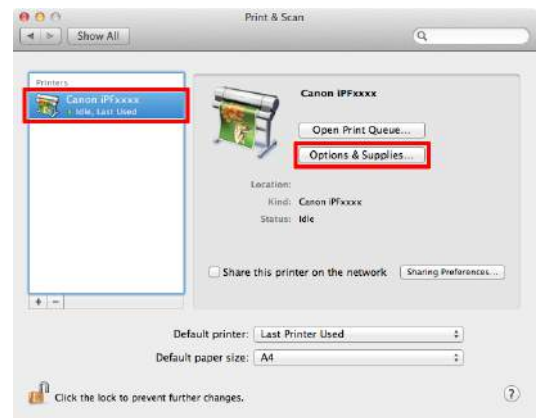 Print & Scan
Show All
Printers
Canon iPFxxxx
Idle, Last Used
Canon iPFxxxx
Open Print Queue...
Options & Supplies...
Location:
Kind: Canon iPFxxxx
Status: Idle
Share this printer on the network
Sharing Preferences...
+ -
Default printer: Last Printer Used
Default paper size: A4
Click the lock to prevent further changes.
?